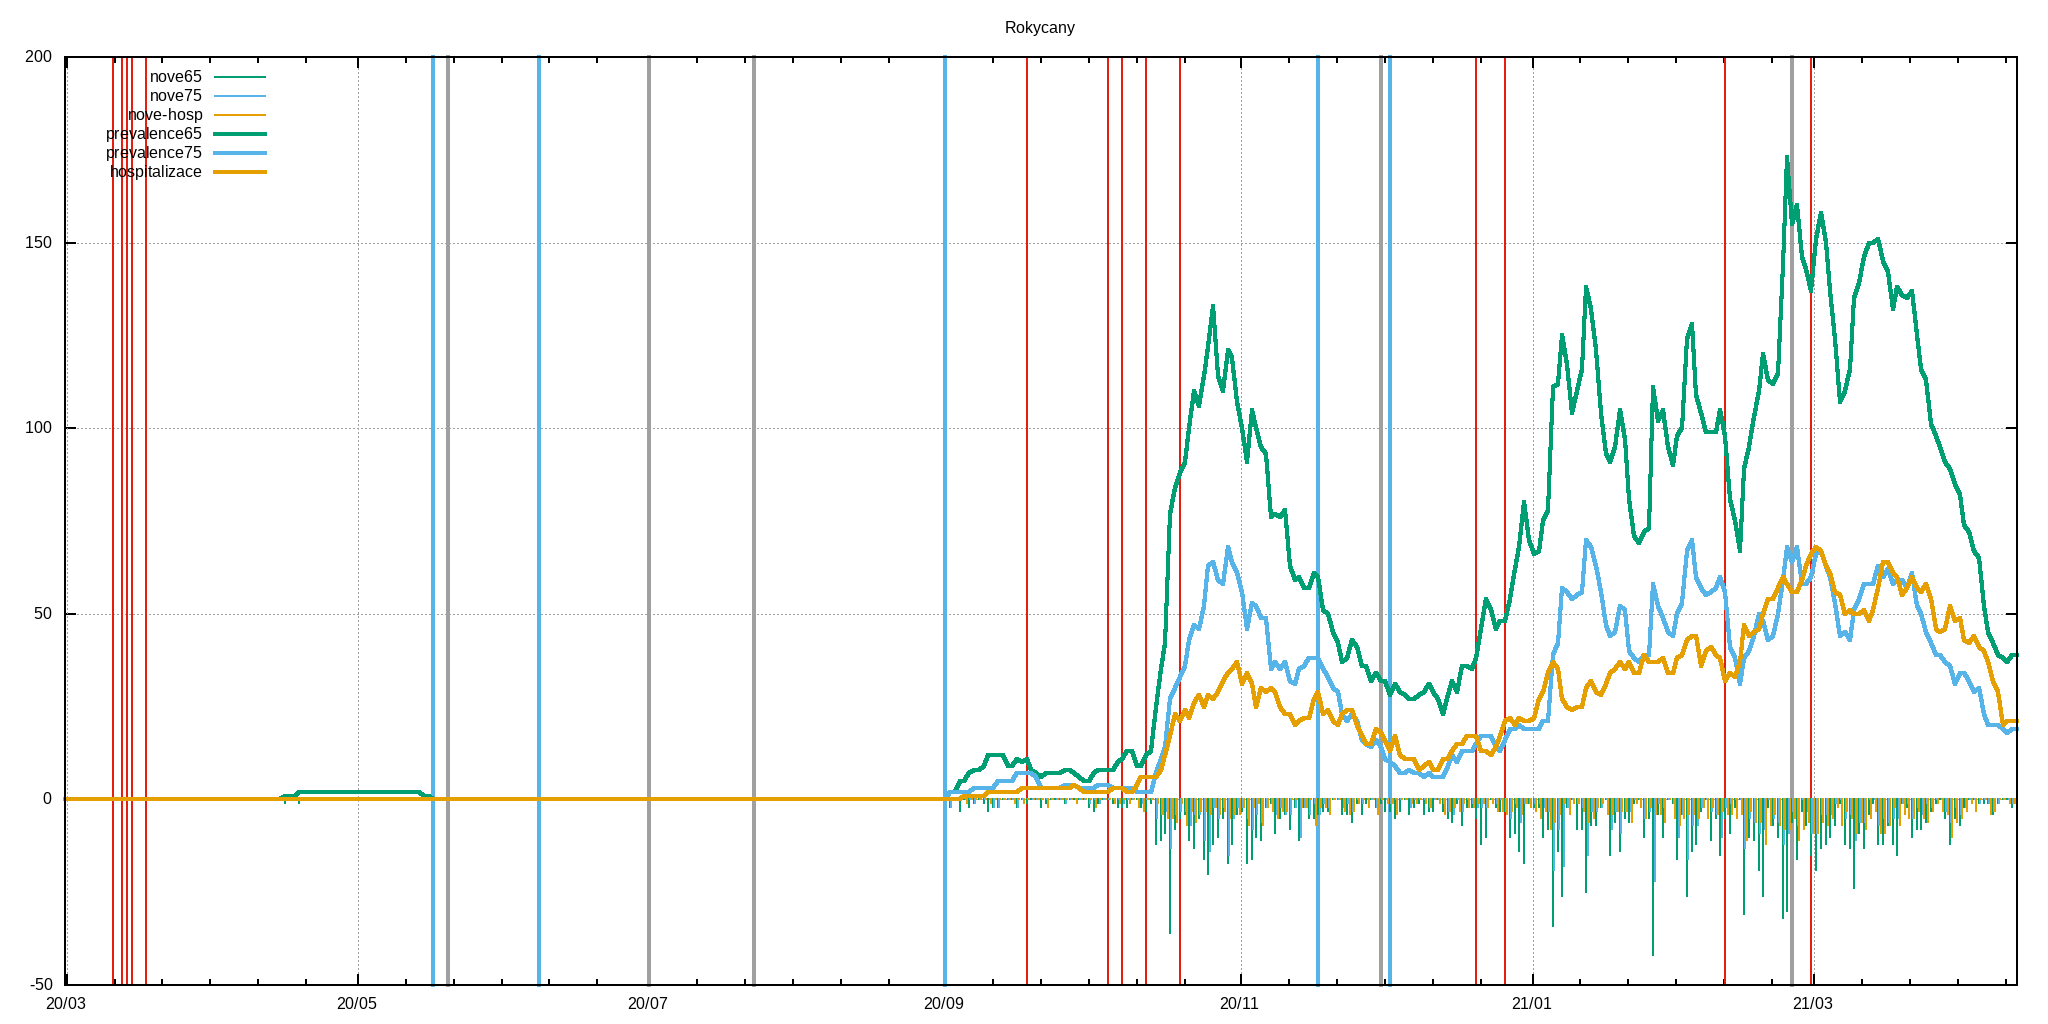 Rokycany
200
nove65
nove75
nove-hosp
prevalence65
prevalence75
hospitalizace
150
100
50
0
-50
20/03 20/05 20/07 20/09 20/11 21/01 21/03